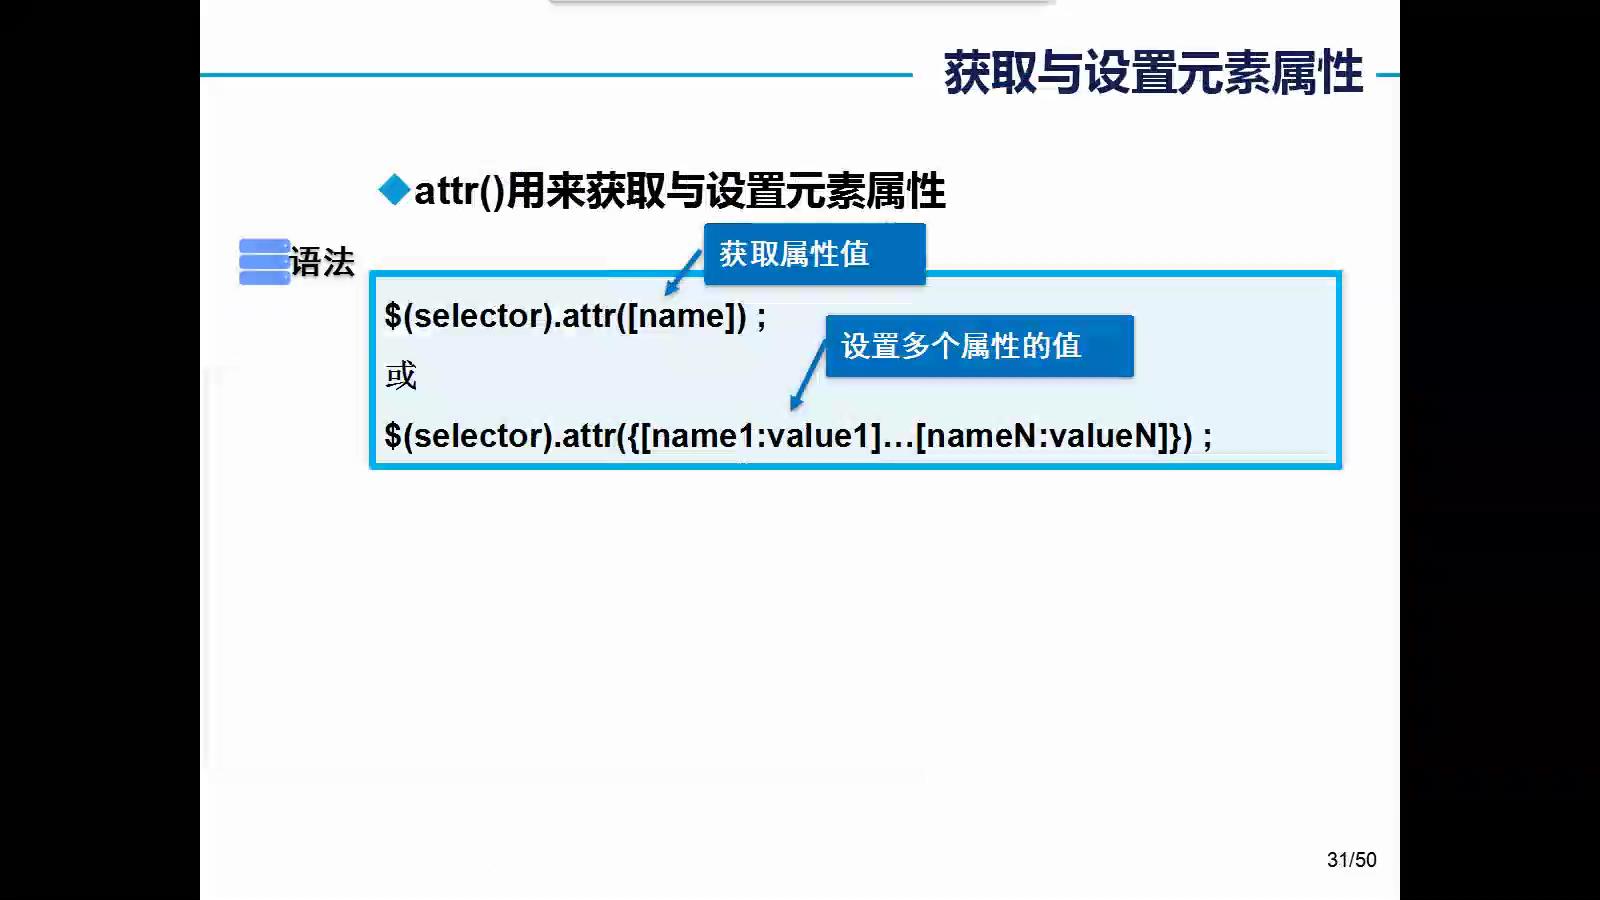 获取与设置元素属性
attr()用来获取与设置元素属性
获取属性值
语法
$(selector).attr([name]) ;
设置多个属性的值
或
$(selector).attr({[name1:value1]…[nameN:valueN]}) ;
31/50